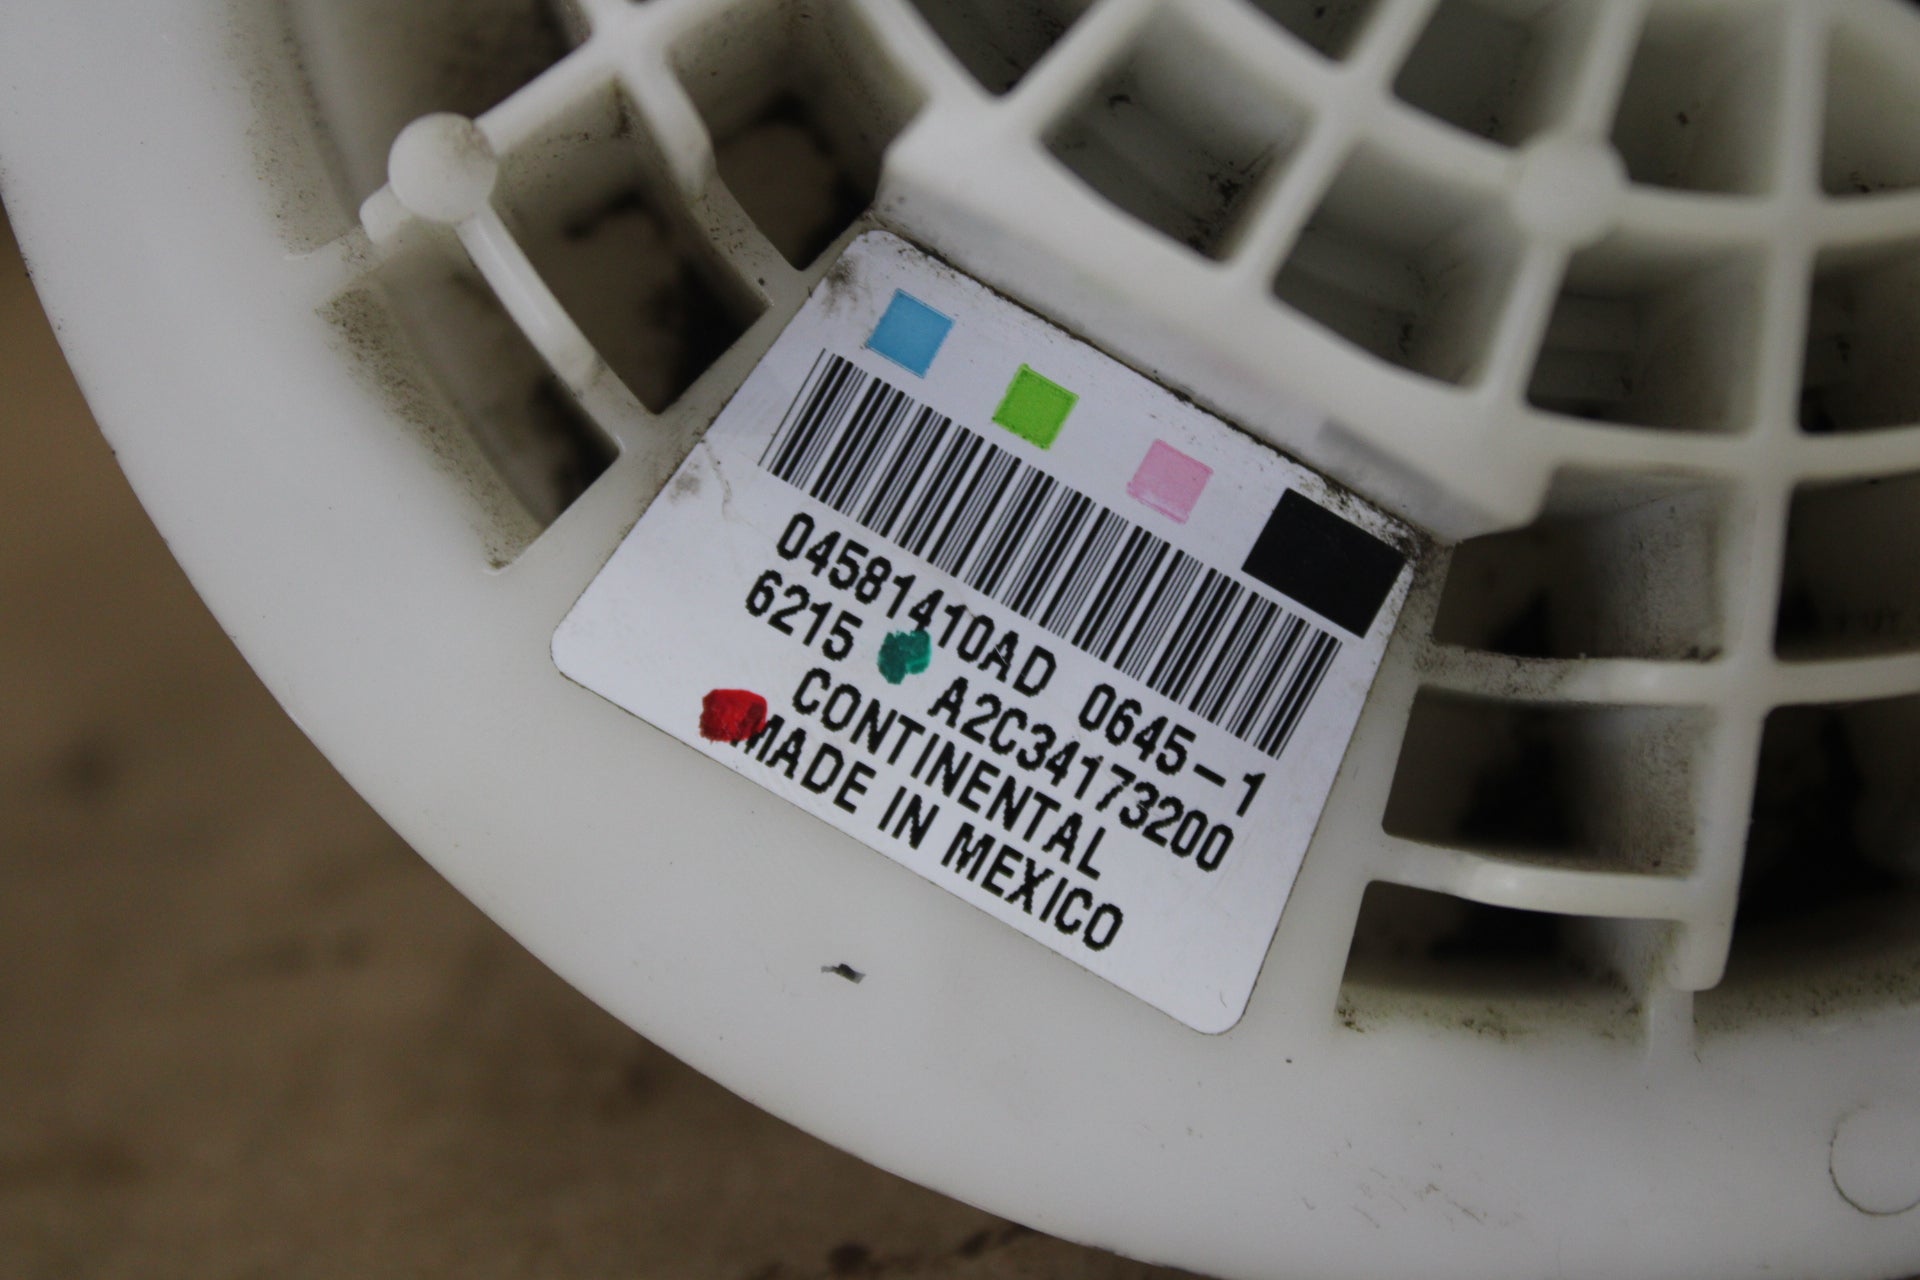 04581410AD 0645-1
6215 A2C34173200
CONTINENTAL
MADE IN MEXICO